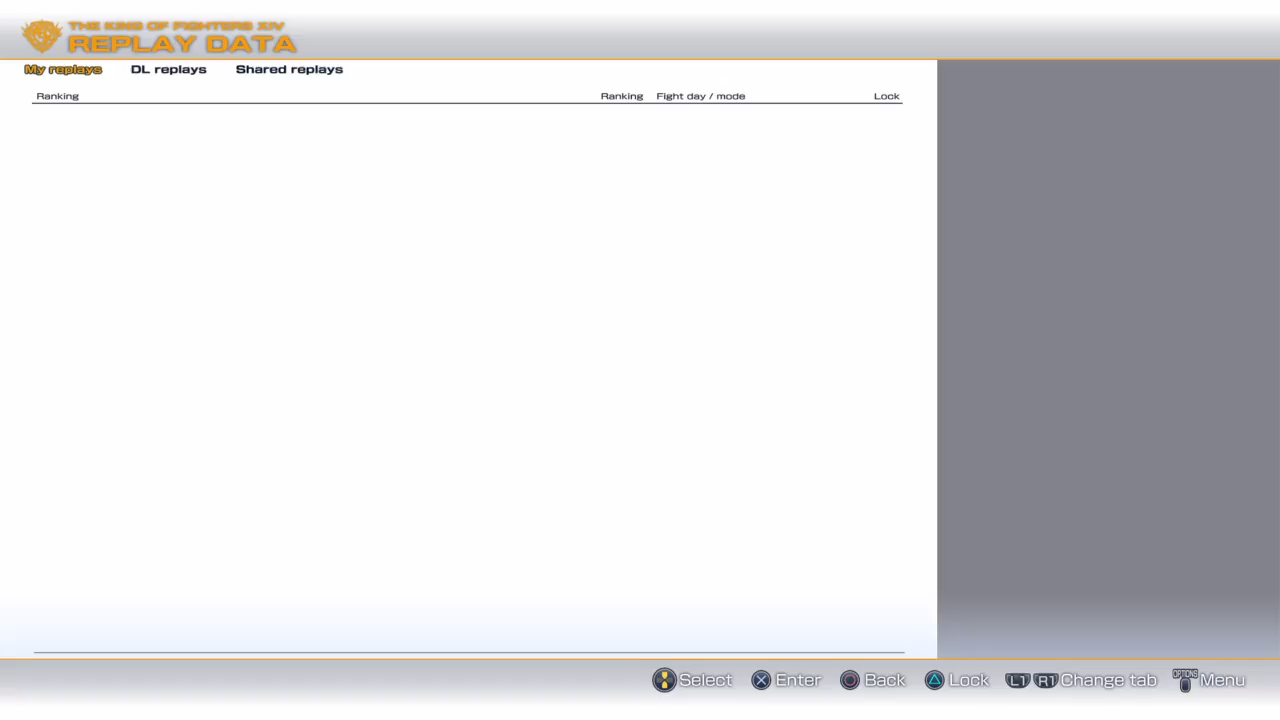 THE KING OF FIGHTERS XIV
REPLAY DATA
My replays DL replays Shared replays
Ranking Ranking Fight day / mode Lock
Select Enter Back Lock L1 R1 Change tab OPTIONS Menu